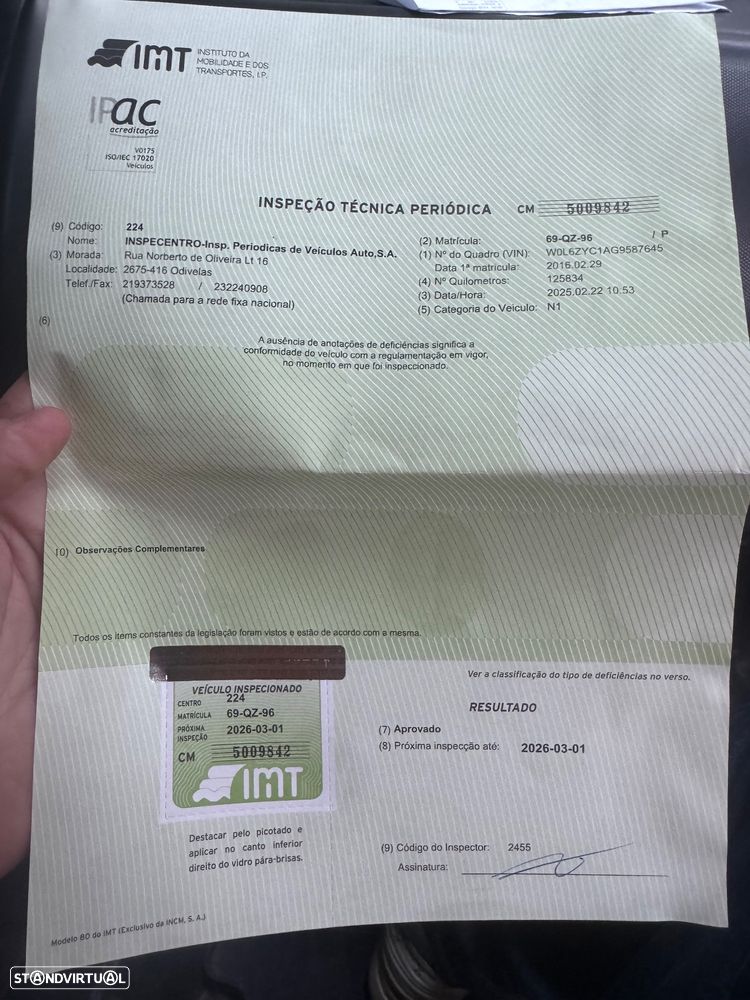 IMT INSTITUTO DA
MOBILIDADE E DOS
TRANSPORTES, I.P.
IPAC
acreditação
V0175
ISO/IEC 17020
Veículos
INSPEÇÃO TÉCNICA PERIÓDICA CM 5009842
(9) Código: 224
Nome: INSPECENTRO-Insp. Periodicas de Veículos Auto,S.A.
(3) Morada: Rua Norberto de Oliveira Lt 16
Localidade: 2675-416 Odivelas
Telef./Fax: 219373528 / 232240908
(Chamada para a rede fixa nacional)
(2) Matrícula: 69-QZ-96 / P
(1) Nº do Quadro (VIN): W0L6ZYC1AG9587645
Data 1ª matricula: 2016.02.29
(4) Nº Quilometros: 125834
(3) Data/Hora: 2025.02.22 10:53
(5) Categoria do Veiculo: N1
(6)
A ausência de anotações de deficiências significa a
conformidade do veículo com a regulamentação em vigor,
no momento em que foi inspeccionado.
10) Observações Complementares
Todos os items constantes da legislação foram vistos e estão de acordo com a mesma.
Ver a classificação do tipo de deficiências no verso.
VEÍCULO INSPECIONADO
CENTRO 224
MATRÍCULA 69-QZ-96
PRÓXIMA
INSPEÇÃO 2026-03-01
CM 5009842
IMT
RESULTADO
(7) Aprovado
(8) Próxima inspecção até: 2026-03-01
Destacar pelo picotado e
aplicar no canto inferior
direito do vidro pára-brisas.
(9) Código do Inspector: 2455
Assinatura:
Modelo 80 do IMT (Exclusivo da INCM, S. A.)
STANDVIRTUAL